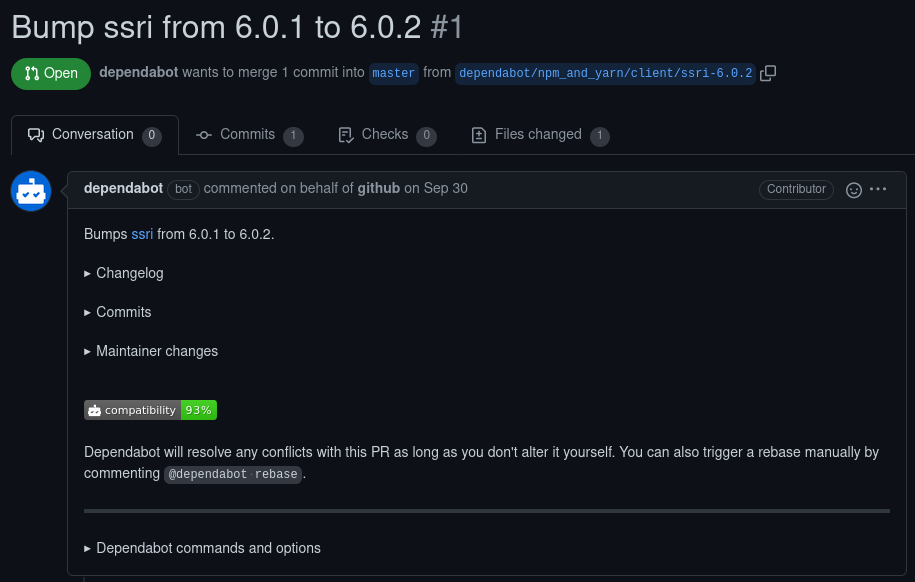 Bump ssri from 6.0.1 to 6.0.2 #1
Open dependabot wants to merge 1 commit into master from dependabot/npm_and_yarn/client/ssri-6.0.2
Conversation 0 Commits 1 Checks 0 Files changed 1
dependabot bot commented on behalf of github on Sep 30 Contributor
Bumps ssri from 6.0.1 to 6.0.2.
Changelog
Commits
Maintainer changes
compatibility 93%
Dependabot will resolve any conflicts with this PR as long as you don't alter it yourself. You can also trigger a rebase manually by
commenting @dependabot rebase.
Dependabot commands and options